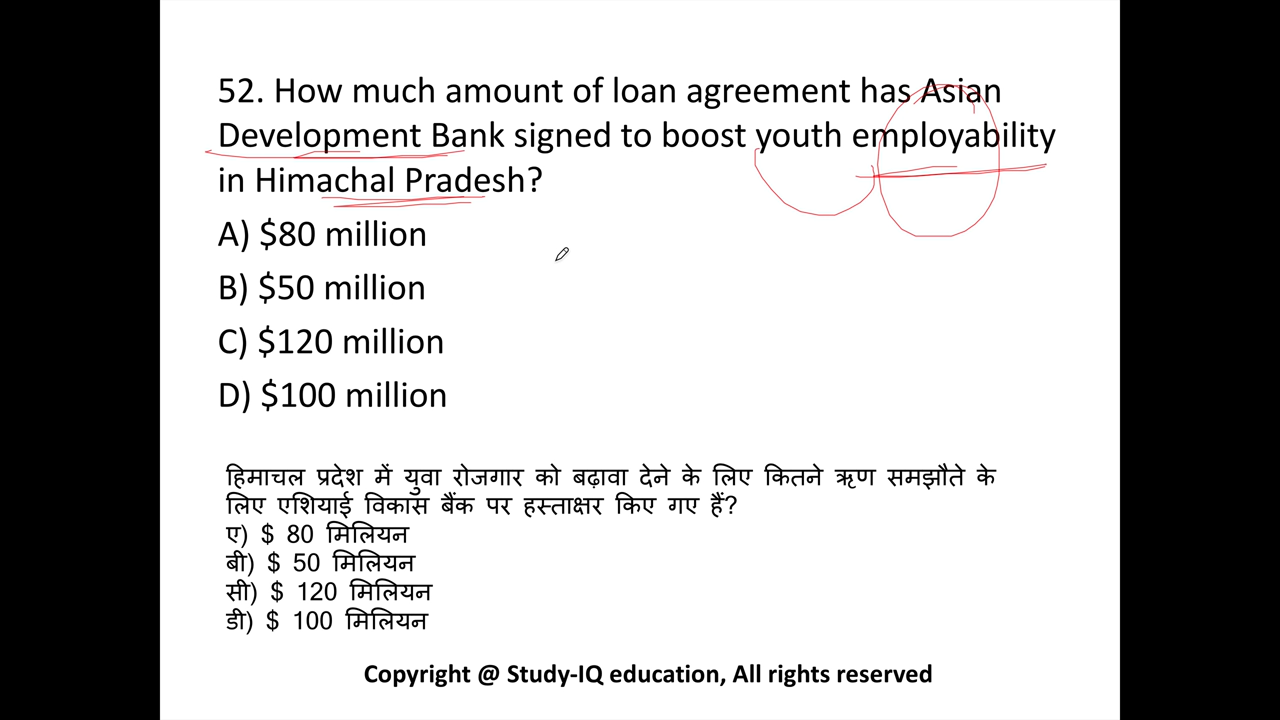 52. How much amount of loan agreement has Asian
Development Bank signed to boost youth employability
in Himachal Pradesh?
A) $80 million
B) $50 million
C) $120 million
D) $100 million
हिमाचल प्रदेश में युवा रोजगार को बढ़ावा देने के लिए कितने ऋण समझौते के
लिए एशियाई विकास बैंक पर हस्ताक्षर किए गए हैं?
ए) $ 80 मिलियन
बी) $ 50 मिलियन
सी) $ 120 मिलियन
डी) $ 100 मिलियन
Copyright @ Study-IQ education, All rights reserved